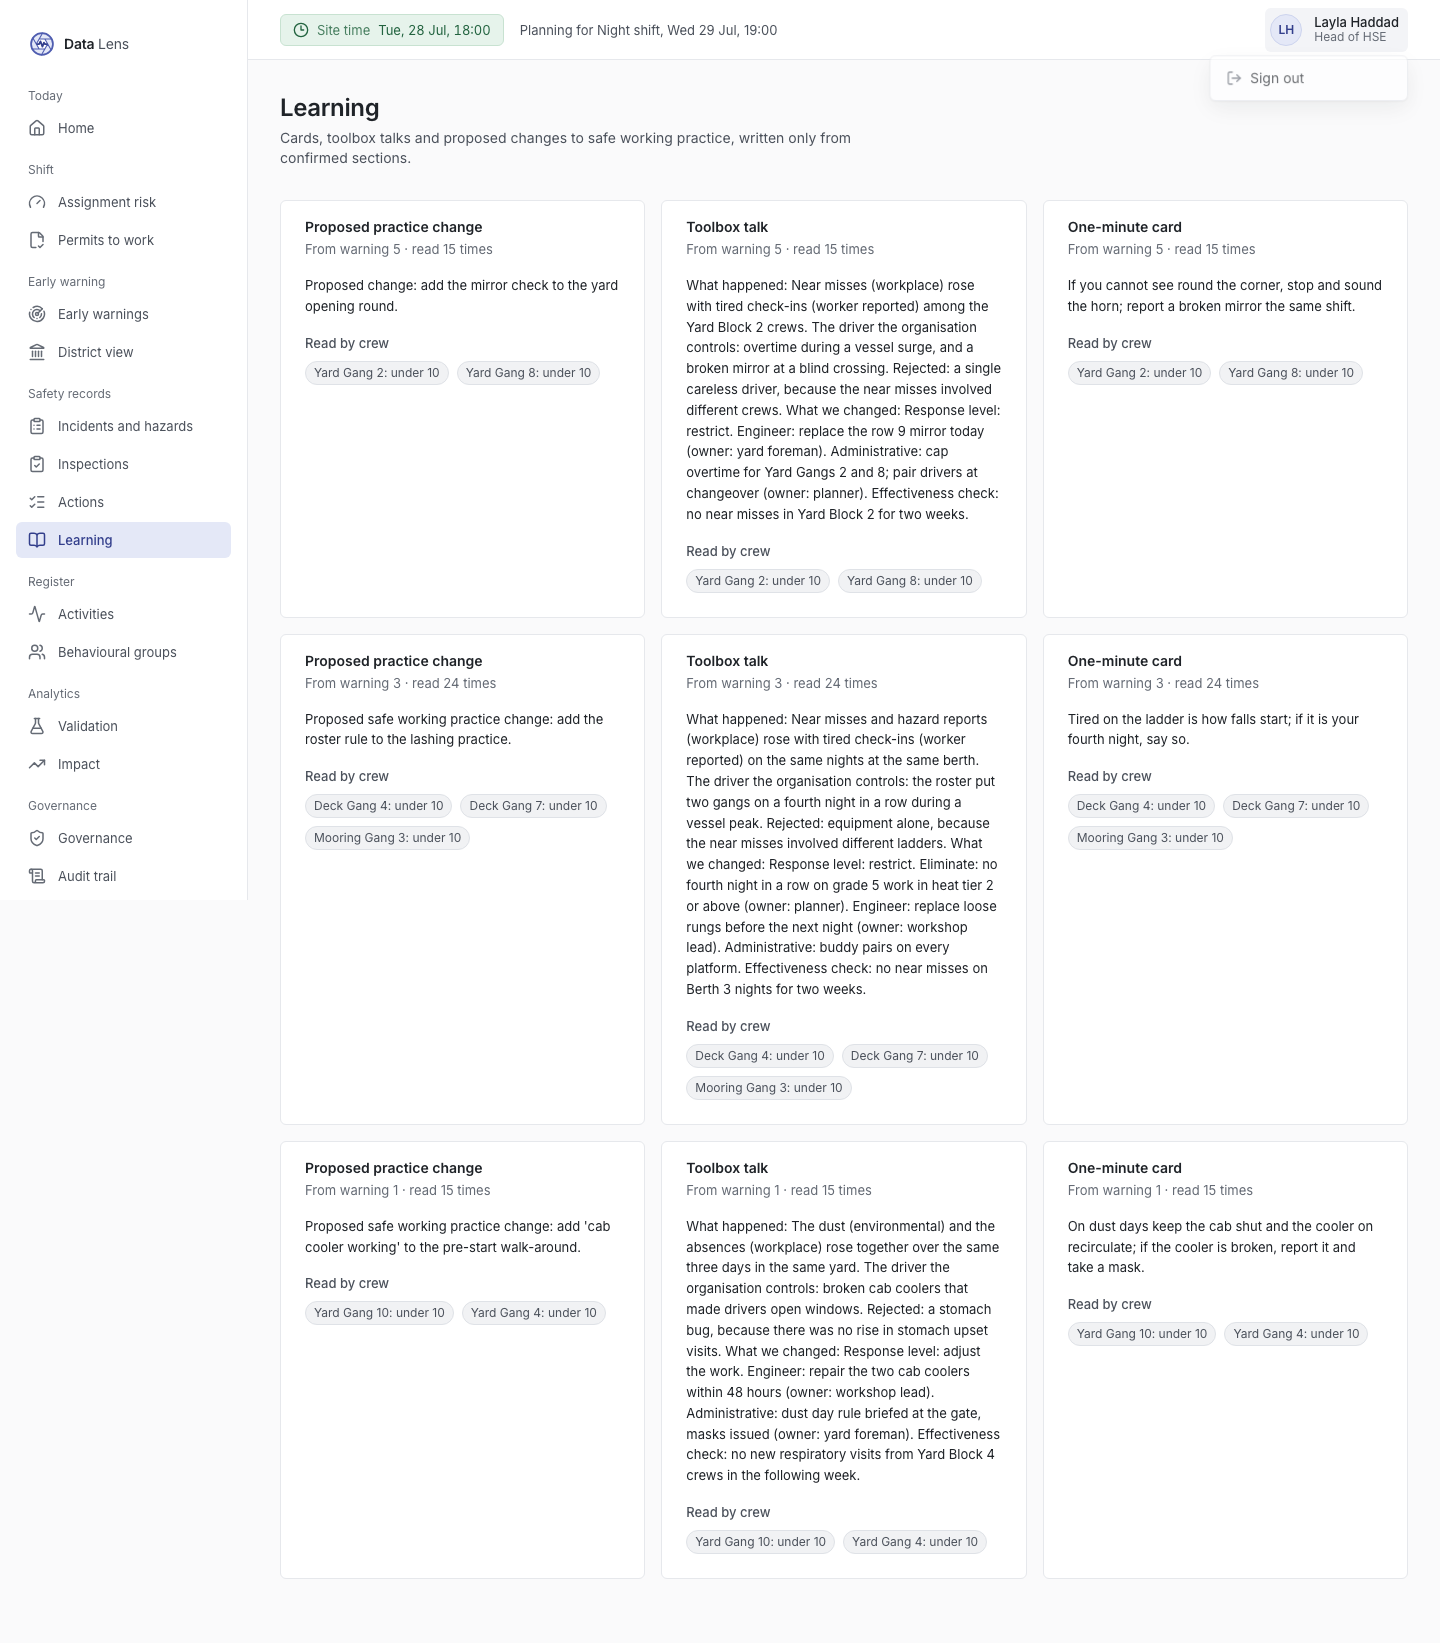 Data Lens
Today
Home
Shift
Assignment risk
Permits to work
Early warning
Early warnings
District view
Safety records
Incidents and hazards
Inspections
Actions
Learning
Register
Activities
Behavioural groups
Analytics
Validation
Impact
Governance
Governance
Audit trail
Site time Tue, 28 Jul, 18:00
Planning for Night shift, Wed 29 Jul, 19:00
LH
Layla Haddad
Head of HSE
Sign out
Learning
Cards, toolbox talks and proposed changes to safe working practice, written only from
confirmed sections.
Proposed practice change
From warning 5 · read 15 times
Proposed change: add the mirror check to the yard
opening round.
Read by crew
Yard Gang 2: under 10
Yard Gang 8: under 10
Toolbox talk
From warning 5 · read 15 times
What happened: Near misses (workplace) rose
with tired check-ins (worker reported) among the
Yard Block 2 crews. The driver the organisation
controls: overtime during a vessel surge, and a
broken mirror at a blind crossing. Rejected: a single
careless driver, because the near misses involved
different crews. What we changed: Response level:
restrict. Engineer: replace the row 9 mirror today
(owner: yard foreman). Administrative: cap
overtime for Yard Gangs 2 and 8; pair drivers at
changeover (owner: planner). Effectiveness check:
no near misses in Yard Block 2 for two weeks.
Read by crew
Yard Gang 2: under 10
Yard Gang 8: under 10
One-minute card
From warning 5 · read 15 times
If you cannot see round the corner, stop and sound
the horn; report a broken mirror the same shift.
Read by crew
Yard Gang 2: under 10
Yard Gang 8: under 10
Proposed practice change
From warning 3 · read 24 times
Proposed safe working practice change: add the
roster rule to the lashing practice.
Read by crew
Deck Gang 4: under 10
Deck Gang 7: under 10
Mooring Gang 3: under 10
Toolbox talk
From warning 3 · read 24 times
What happened: Near misses and hazard reports
(workplace) rose with tired check-ins (worker
reported) on the same nights at the same berth.
The driver the organisation controls: the roster put
two gangs on a fourth night in a row during a
vessel peak. Rejected: equipment alone, because
the near misses involved different ladders. What
we changed: Response level: restrict. Eliminate: no
fourth night in a row on grade 5 work in heat tier 2
or above (owner: planner). Engineer: replace loose
rungs before the next night (owner: workshop
lead). Administrative: buddy pairs on every
platform. Effectiveness check: no near misses on
Berth 3 nights for two weeks.
Read by crew
Deck Gang 4: under 10
Deck Gang 7: under 10
Mooring Gang 3: under 10
One-minute card
From warning 3 · read 24 times
Tired on the ladder is how falls start; if it is your
fourth night, say so.
Read by crew
Deck Gang 4: under 10
Deck Gang 7: under 10
Mooring Gang 3: under 10
Proposed practice change
From warning 1 · read 15 times
Proposed safe working practice change: add 'cab
cooler working' to the pre-start walk-around.
Read by crew
Yard Gang 10: under 10
Yard Gang 4: under 10
Toolbox talk
From warning 1 · read 15 times
What happened: The dust (environmental) and the
absences (workplace) rose together over the same
three days in the same yard. The driver the
organisation controls: broken cab coolers that
made drivers open windows. Rejected: a stomach
bug, because there was no rise in stomach upset
visits. What we changed: Response level: adjust
the work. Engineer: repair the two cab coolers
within 48 hours (owner: workshop lead).
Administrative: dust day rule briefed at the gate,
masks issued (owner: yard foreman). Effectiveness
check: no new respiratory visits from Yard Block 4
crews in the following week.
Read by crew
Yard Gang 10: under 10
Yard Gang 4: under 10
One-minute card
From warning 1 · read 15 times
On dust days keep the cab shut and the cooler on
recirculate; if the cooler is broken, report it and
take a mask.
Read by crew
Yard Gang 10: under 10
Yard Gang 4: under 10